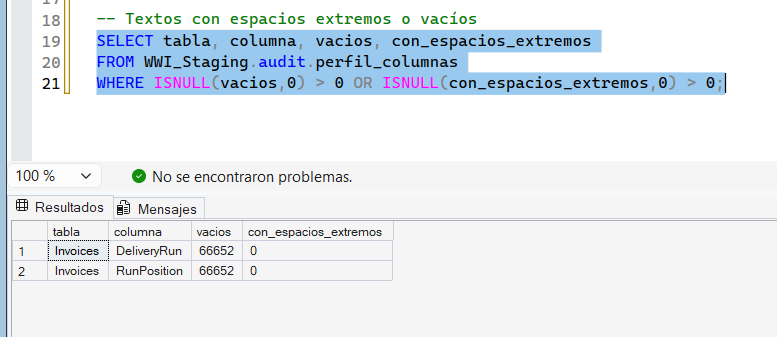 17
18 -- Textos con espacios extremos o vacíos
19 SELECT tabla, columna, vacios, con_espacios_extremos
20 FROM WWI_Staging.audit.perfil_columnas
21 WHERE ISNULL(vacios,0) > 0 OR ISNULL(con_espacios_extremos,0) > 0;
100 % No se encontraron problemas.
Resultados Mensajes
tabla columna vacios con_espacios_extremos
1 Invoices DeliveryRun 66652 0
2 Invoices RunPosition 66652 0